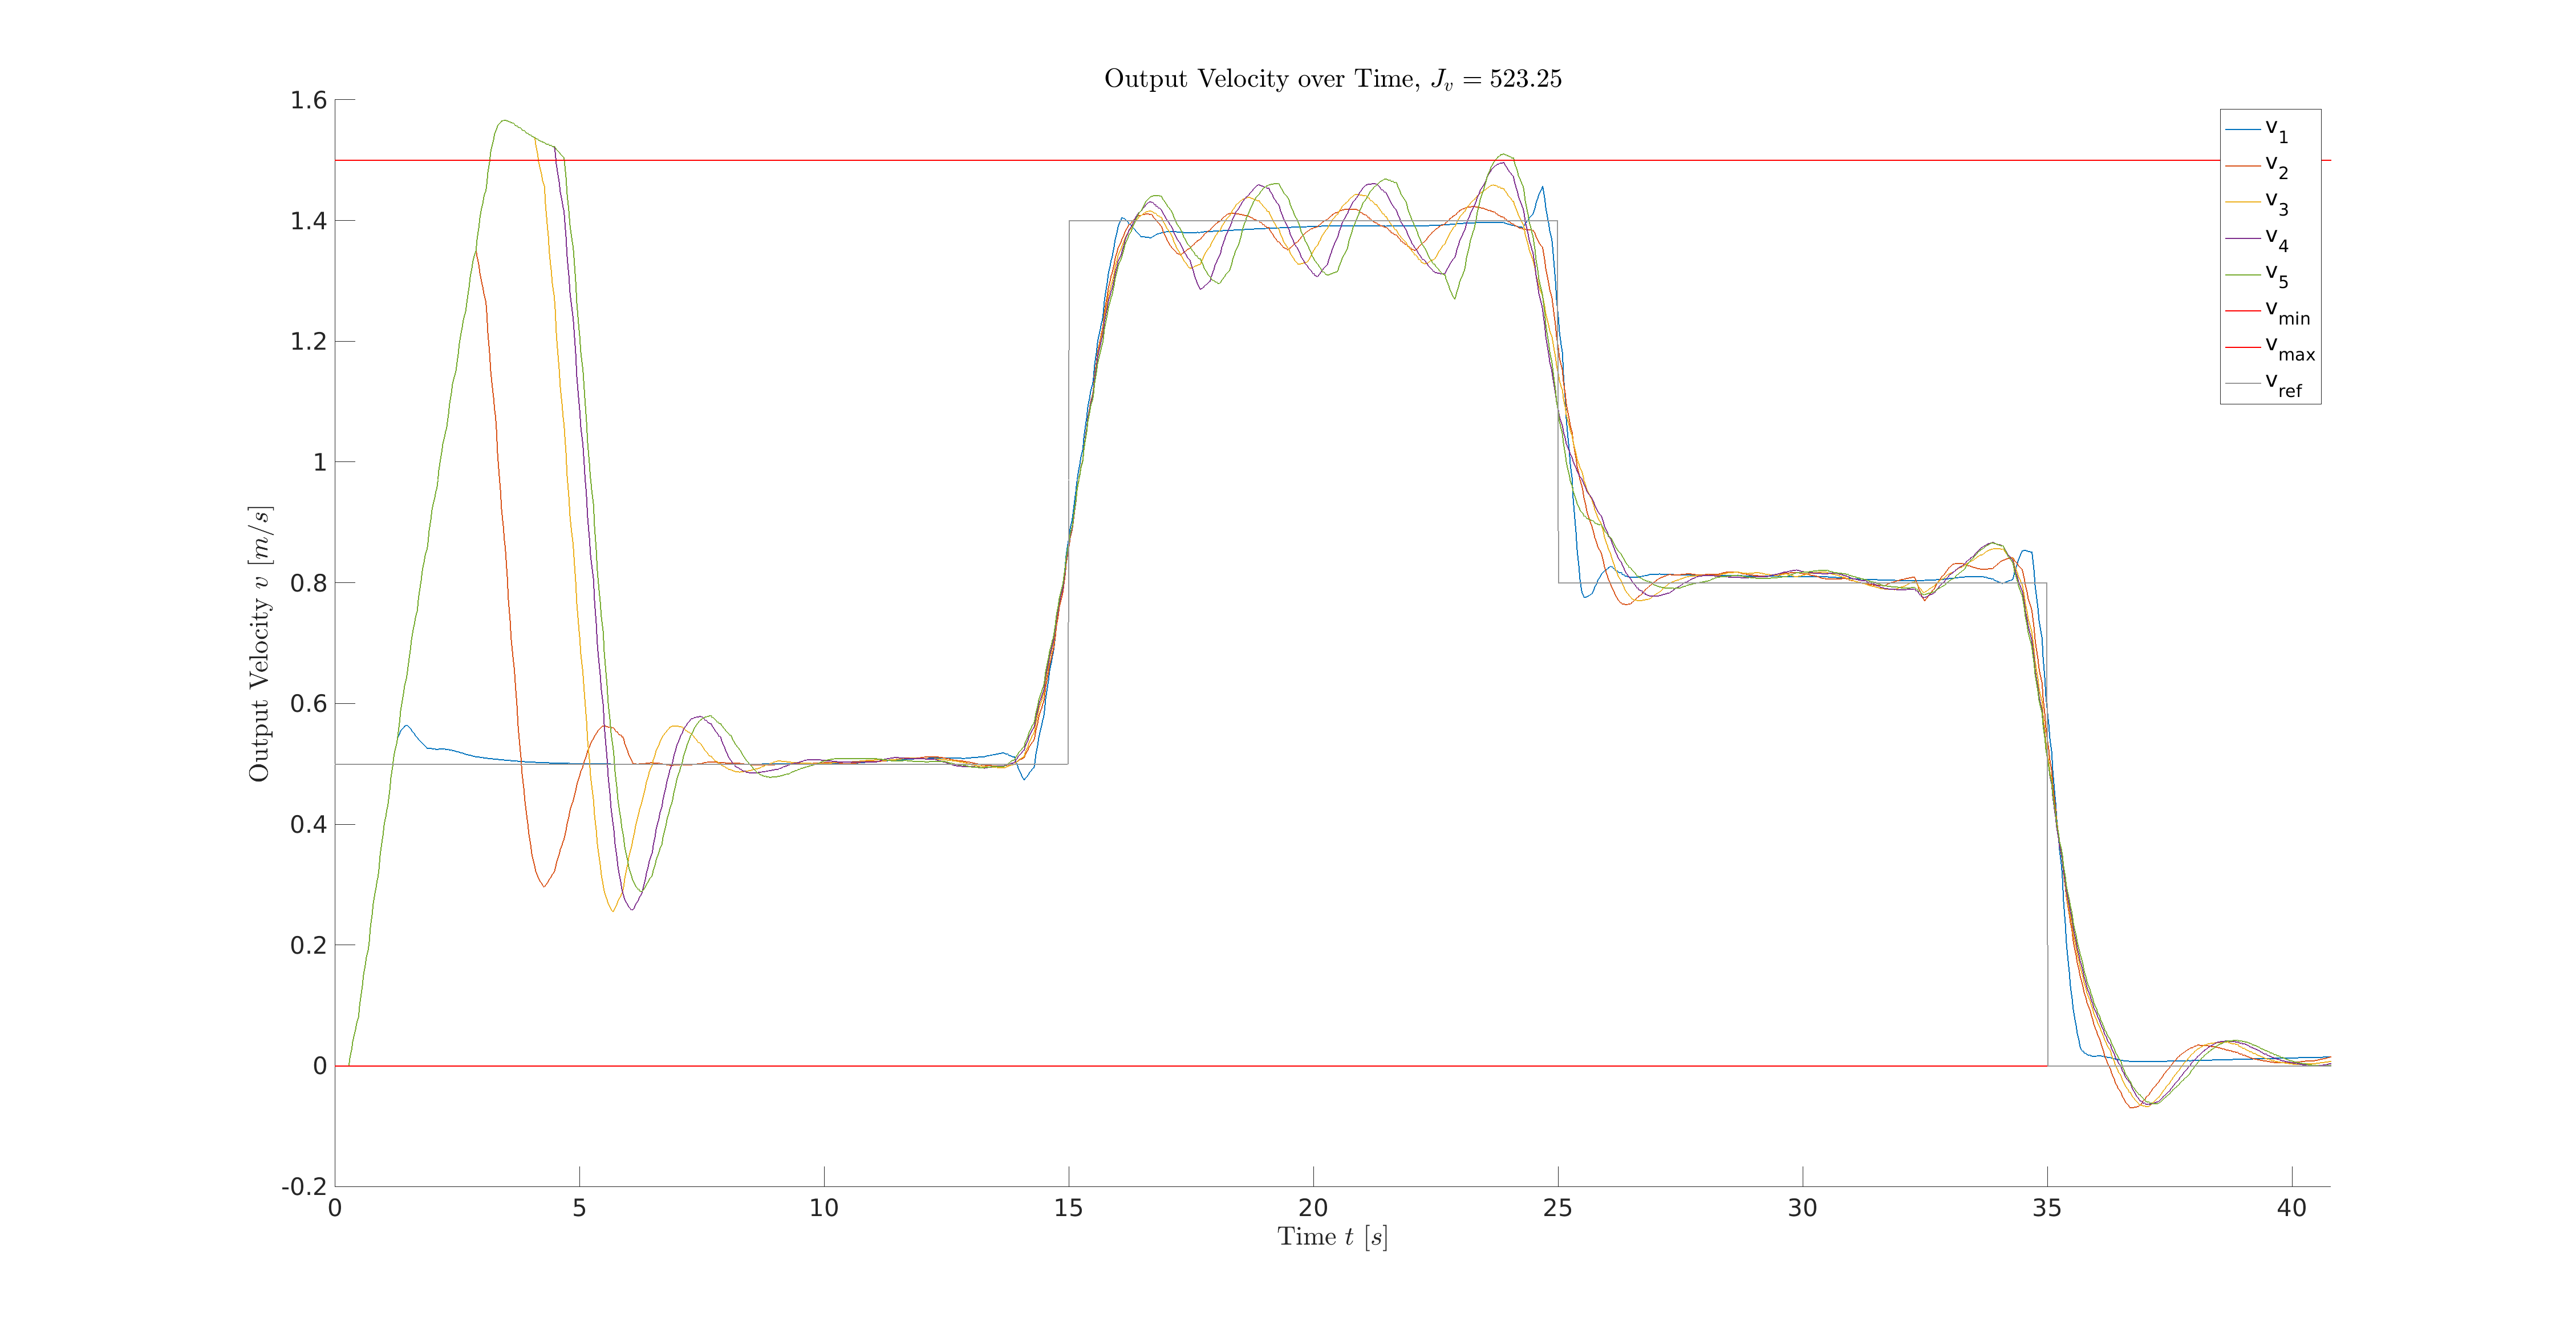 Output Velocity over Time, J_v = 523.25
1.6
1.4
1.2
1
0.8
0.6
0.4
0.2
0
-0.2
Output Velocity v [m/s]
0 5 10 15 20 25 30 35 40
Time t [s]
v_1
v_2
v_3
v_4
v_5
v_min
v_max
v_ref